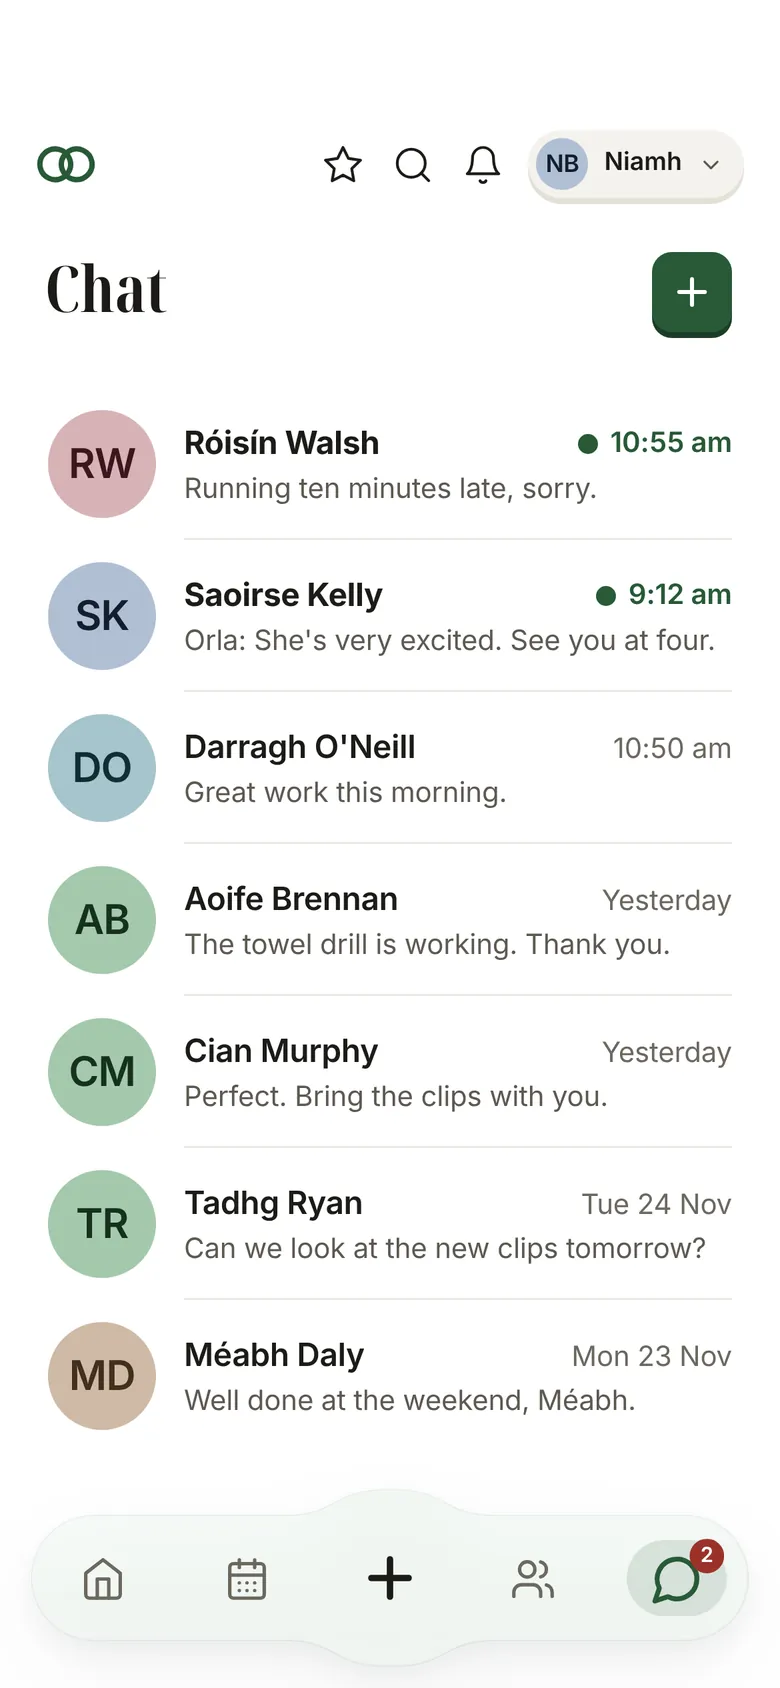 NB Niamh
Chat
RW
Róisín Walsh 10:55 am
Running ten minutes late, sorry.
SK
Saoirse Kelly 9:12 am
Orla: She's very excited. See you at four.
DO
Darragh O'Neill 10:50 am
Great work this morning.
AB
Aoife Brennan Yesterday
The towel drill is working. Thank you.
CM
Cian Murphy Yesterday
Perfect. Bring the clips with you.
TR
Tadhg Ryan Tue 24 Nov
Can we look at the new clips tomorrow?
MD
Méabh Daly Mon 23 Nov
Well done at the weekend, Méabh.
2